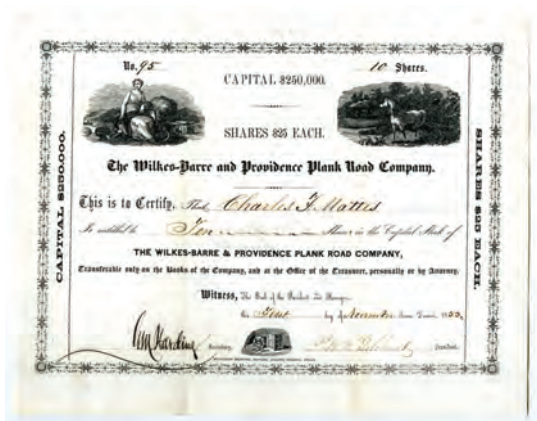 No. 95
10 Shares.
CAPITAL $250,000.
SHARES $25 EACH.
The Wilkes-Barre and Providence Plank Road Company.
This is to Certify, That Charles F. Mattes
Is entitled to Ten Shares in the Capital Stock of
THE WILKES-BARRE & PROVIDENCE PLANK ROAD COMPANY,
Transferable only on the Books of the Company, and at the Office of the Treasurer, personally or by Attorney.
Witness, The Seal of the President and Managers
this First day of November Anno Domini
Secretary.
President.
CAPITAL $250,000.
SHARES $25 EACH.